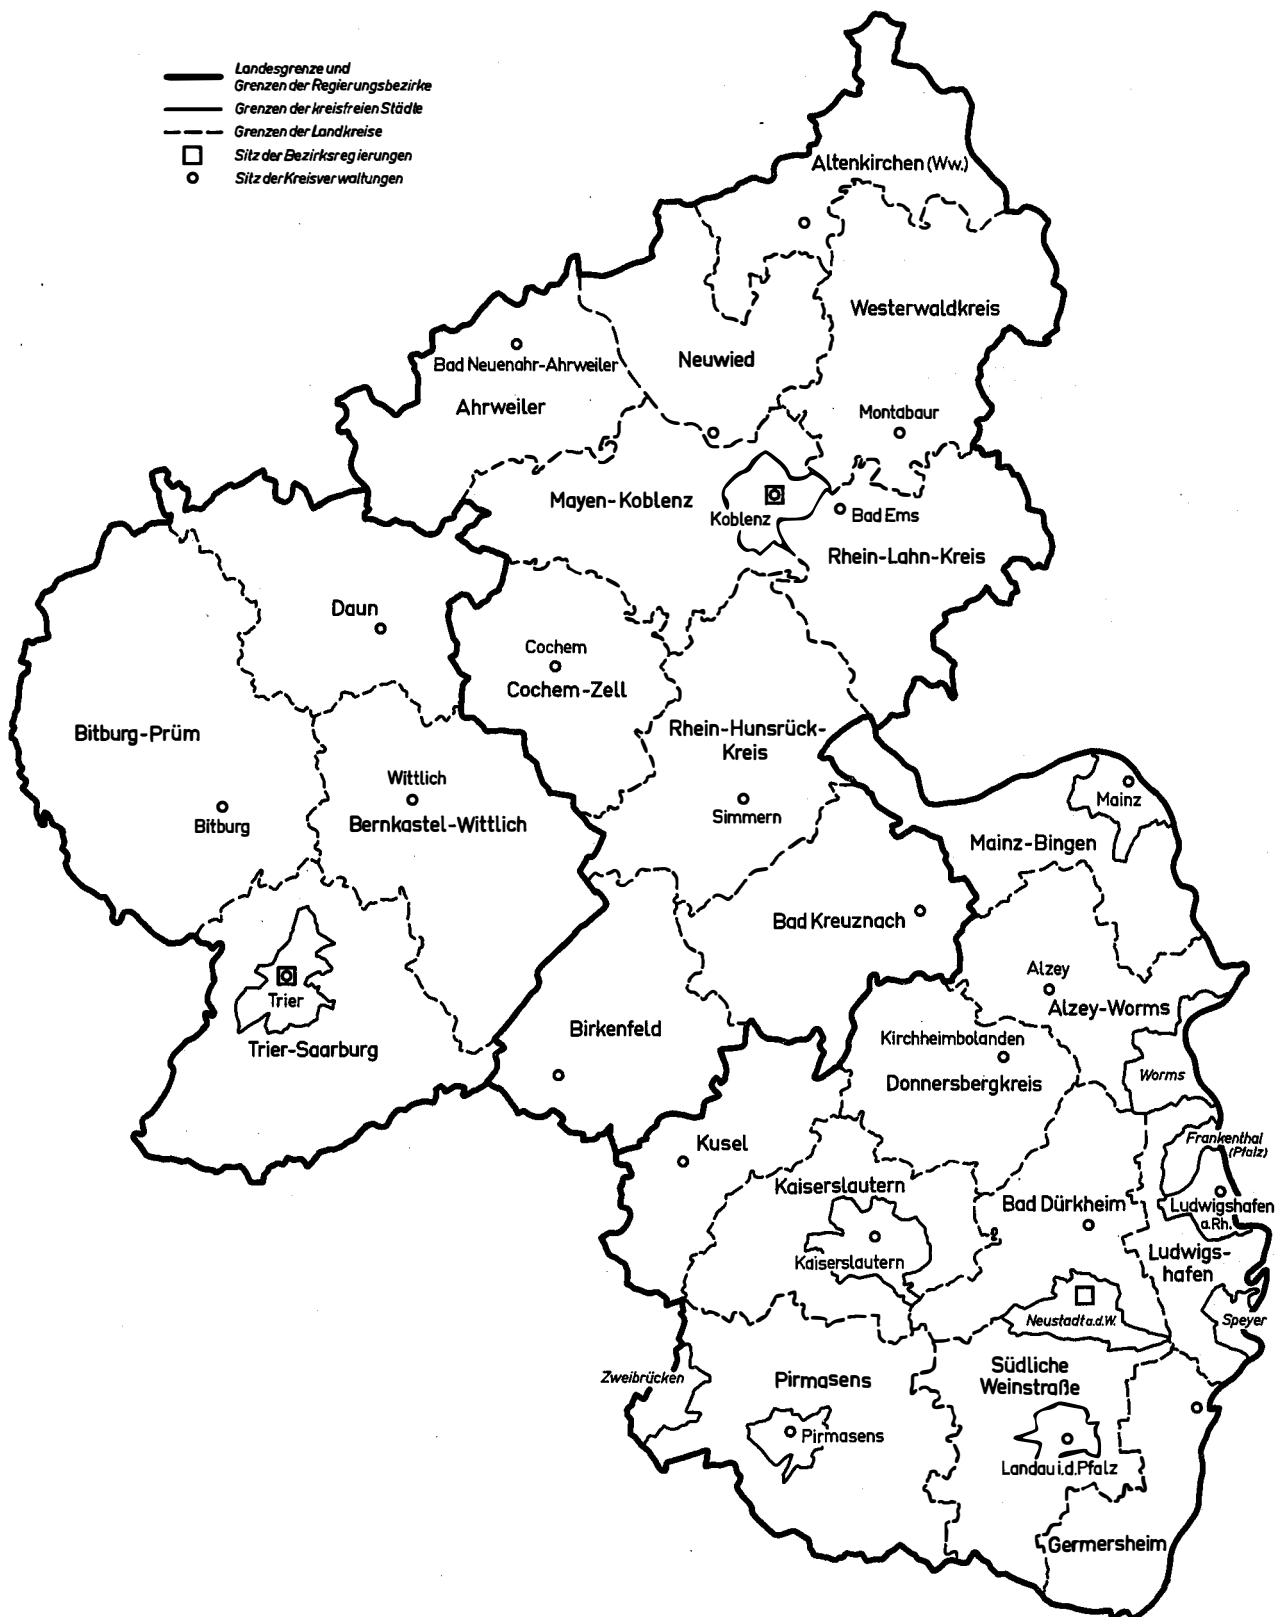 Landesgrenze und
Grenzen der Regierungsbezirke
Grenzen der kreisfreien Städte
Grenzen der Landkreise
Sitz der Bezirksregierungen
Sitz der Kreisverwaltungen
Altenkirchen (Ww.)
Westerwaldkreis
Neuwied
Bad Neuenahr-Ahrweiler
Ahrweiler
Montabaur
Mayen-Koblenz
Koblenz
Bad Ems
Rhein-Lahn-Kreis
Daun
Cochem
Cochem-Zell
Bitburg-Prüm
Rhein-Hunsrück-
Kreis
Wittlich
Bernkastel-Wittlich
Bitburg
Simmern
Mainz
Mainz-Bingen
Bad Kreuznach
Alzey
Alzey-Worms
Trier
Trier-Saarburg
Birkenfeld
Kirchheimbolanden
Donnersbergkreis
Worms
Kusel
Frankenthal
(Pfalz)
Kaiserslautern
Bad Dürkheim
Ludwigshafen
a.Rh.
Kaiserslautern
Ludwigs-
hafen
Neustadt a.d.W.
Speyer
Zweibrücken
Pirmasens
Südliche
Weinstraße
Pirmasens
Landau i.d.Pfalz
Germersheim